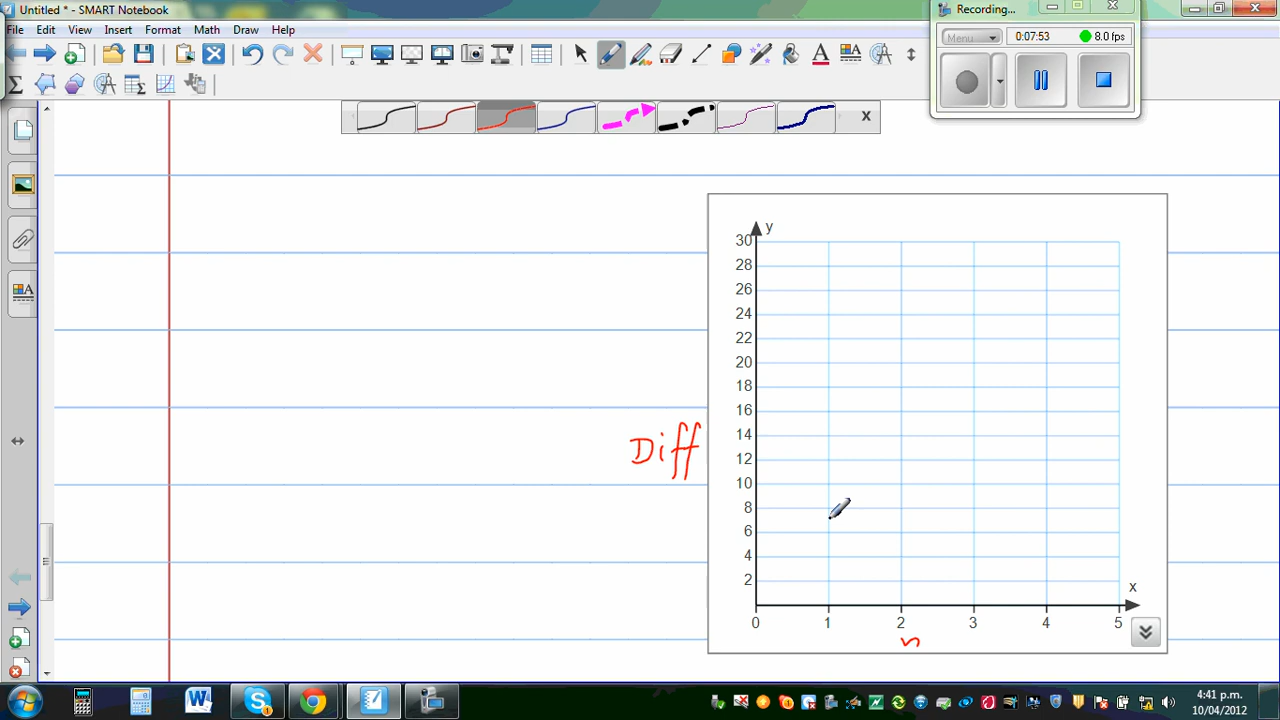 Untitled * - SMART Notebook
Recording...
File Edit View Insert Format Math Draw Help
Menu 0:07:53 8.0 fps
x
y
30
28
26
24
22
20
18
16
14
Diff
12
10
8
6
4
2
x
0 1 2 3 4 5
n
4:41 p.m.
10/04/2012